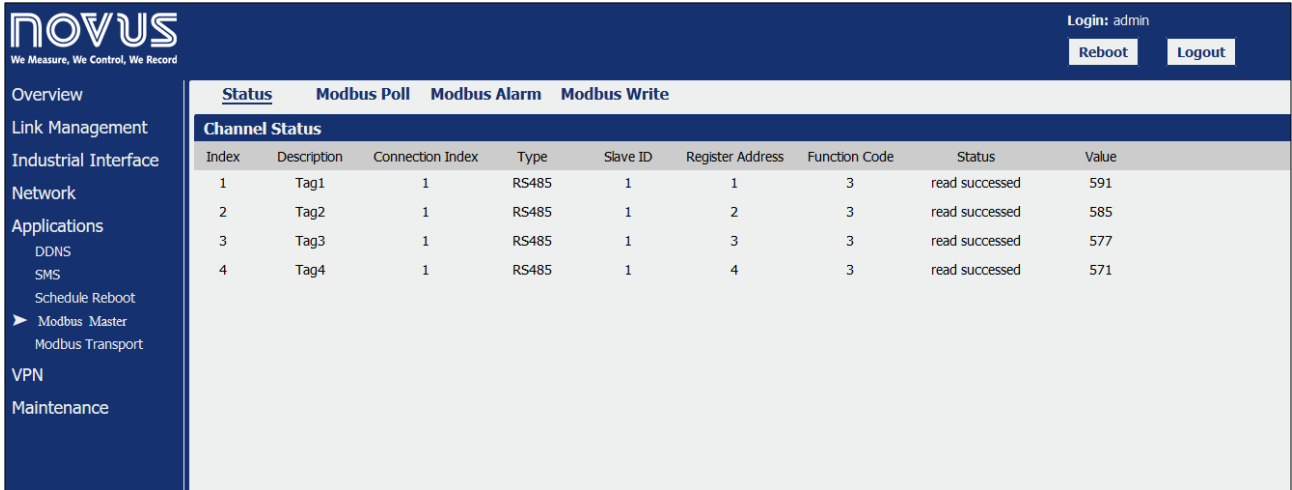 NOVUS
We Measure, We Control, We Record
Login: admin
Reboot Logout
Overview
Link Management
Industrial Interface
Network
Applications
DDNS
SMS
Schedule Reboot
Modbus Master
Modbus Transport
VPN
Maintenance
Status Modbus Poll Modbus Alarm Modbus Write
Channel Status
Index Description Connection Index Type Slave ID Register Address Function Code Status Value
1 Tag1 1 RS485 1 1 3 read successed 591
2 Tag2 1 RS485 1 2 3 read successed 585
3 Tag3 1 RS485 1 3 3 read successed 577
4 Tag4 1 RS485 1 4 3 read successed 571